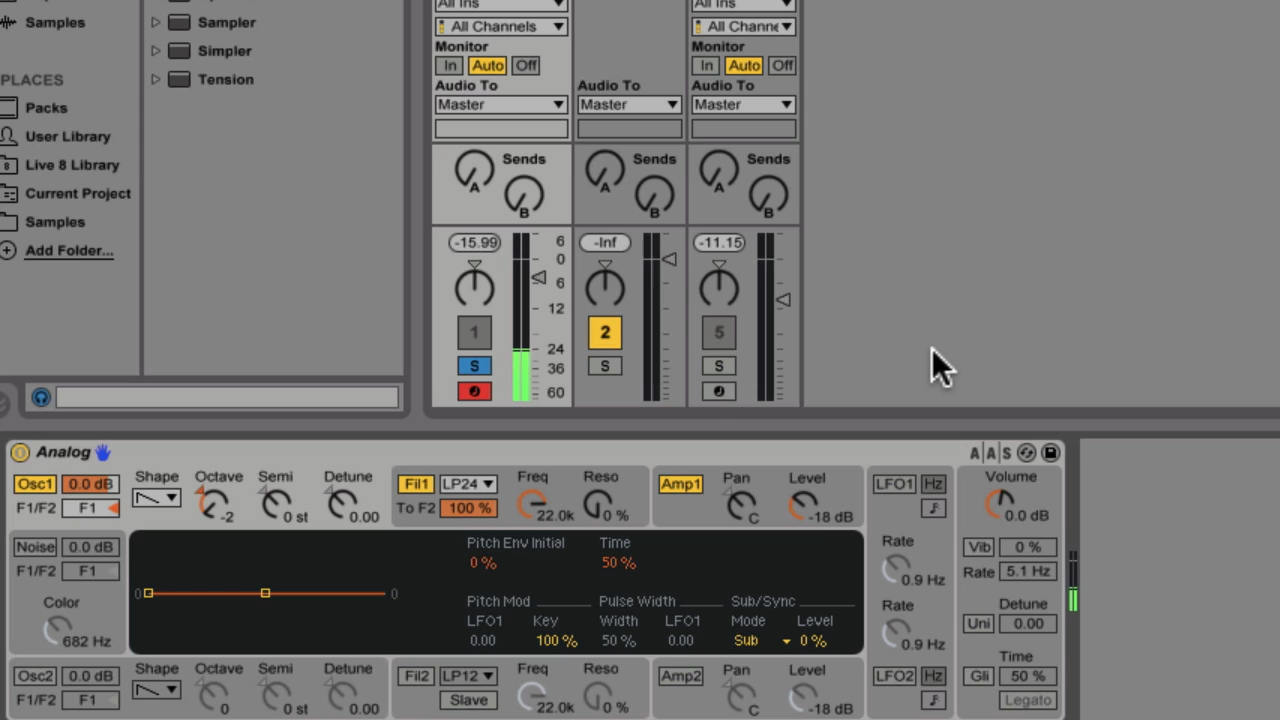 Samples
PLACES
Packs
User Library
8 Live 8 Library
Current Project
Samples
Add Folder...
Sampler
Simpler
Tension
All Ins
All Channels
Monitor
In Auto Off
Audio To
Master
Sends
A
B
-15.99
6
0
6
12
24
36
60
1
S
Audio To
Master
Sends
A
B
-Inf
2
S
All Ins
All Channe
Monitor
In Auto Off
Audio To
Master
Sends
A
B
-11.15
5
S
Analog
A|A|S
Osc1 0.0 dB
F1/F2 F1
Shape Octave Semi Detune
-2 0 st 0.00
Fil1 LP24 Freq Reso
To F2 100 % 22.0k 0 %
Amp1 Pan Level
C -18 dB
LFO1 Hz
Volume
0.0 dB
Noise 0.0 dB
F1/F2 F1
Color
682 Hz
0 0
Pitch Env Initial Time
0 % 50 %
Pitch Mod Pulse Width Sub/Sync
LFO1 Key Width LFO1 Mode Level
0.00 100 % 50 % 0.00 Sub 0 %
Rate
0.9 Hz
Rate
0.9 Hz
Vib 0 %
Rate 5.1 Hz
Detune
Uni 0.00
Time
Gli 50 %
Legato
Osc2 0.0 dB
F1/F2 F1
Shape Octave Semi Detune
0 0 st 0.00
Fil2 LP12 Freq Reso
Slave 22.0k 0 %
Amp2 Pan Level
C -18 dB
LFO2 Hz